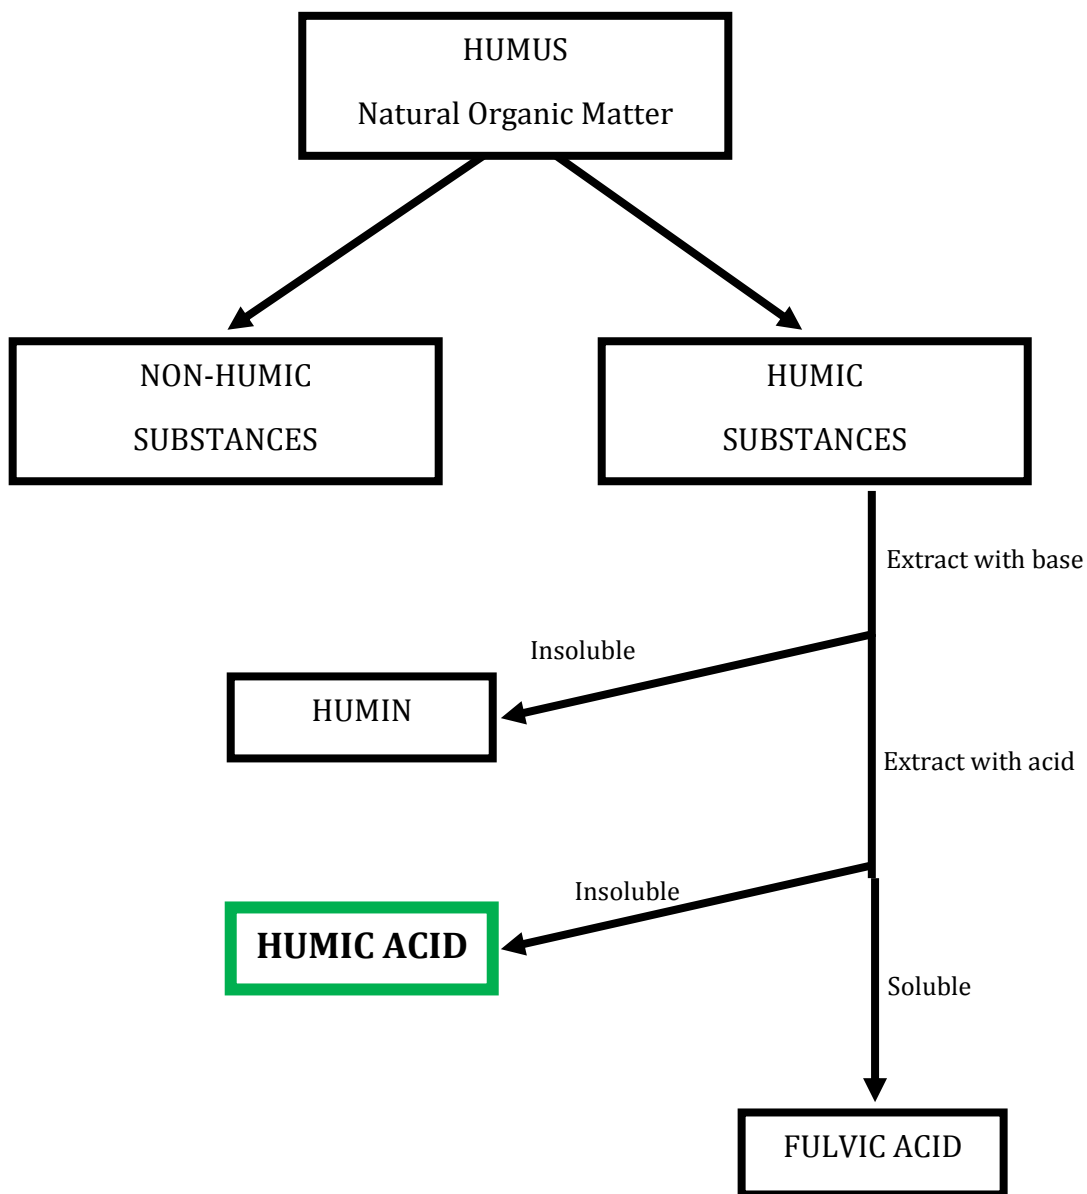 HUMUS
Natural Organic Matter
NON-HUMIC
SUBSTANCES
HUMIC
SUBSTANCES
Extract with base
Insoluble
HUMIN
Extract with acid
Insoluble
HUMIC ACID
Soluble
FULVIC ACID